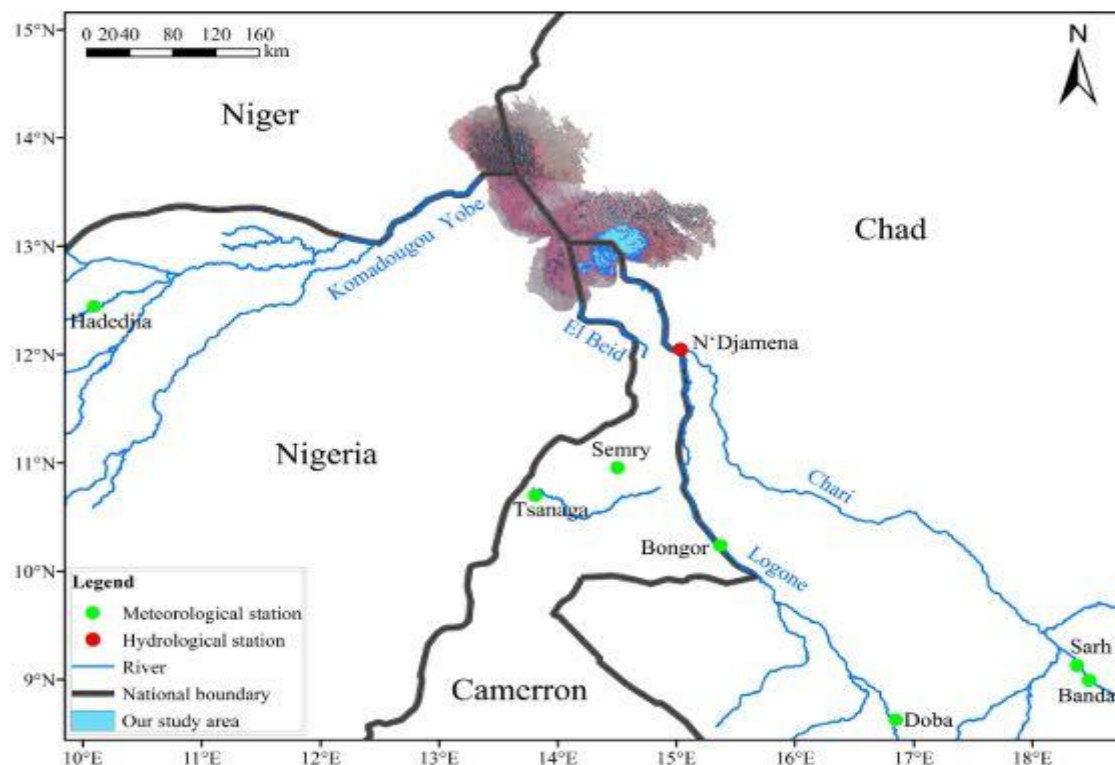 15°N
14°N
13°N
12°N
11°N
10°N
9°N
0 2040 80 120 160
km
N
Niger
Chad
Komadougou Yobe
Hadedjia
El Beid
N'Djamena
Nigeria
Semry
Tsanaga
Chari
Bongor
Logone
Camerron
Sarh
Banda
Doba
Legend
Meteorological station
Hydrological station
River
National boundary
Our study area
10°E 11°E 12°E 13°E 14°E 15°E 16°E 17°E 18°E